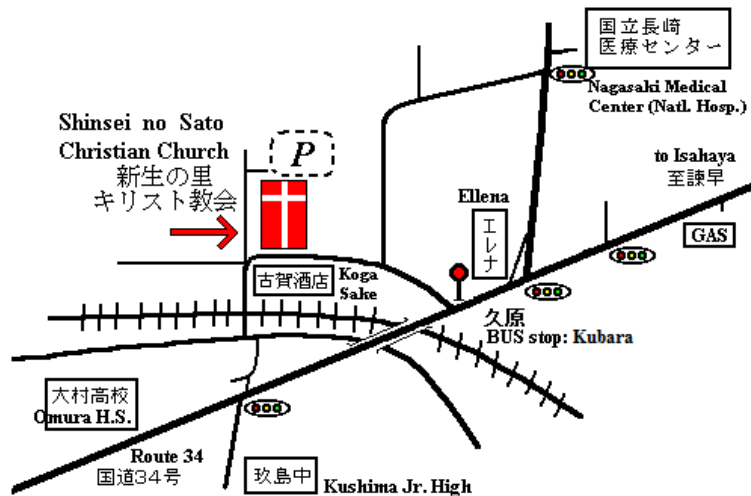 国立長崎
医療センター
Nagasaki Medical
Center (Natl. Hosp.)
Shinsei no Sato
Christian Church
新生の里
キリスト教会
P
to Isahaya
至諫早
Ellena
エレナ
GAS
古賀酒店
Koga
Sake
久原
BUS stop: Kubara
大村高校
Omura H.S.
Route 34
国道34号
玖島中
Kushima Jr. High